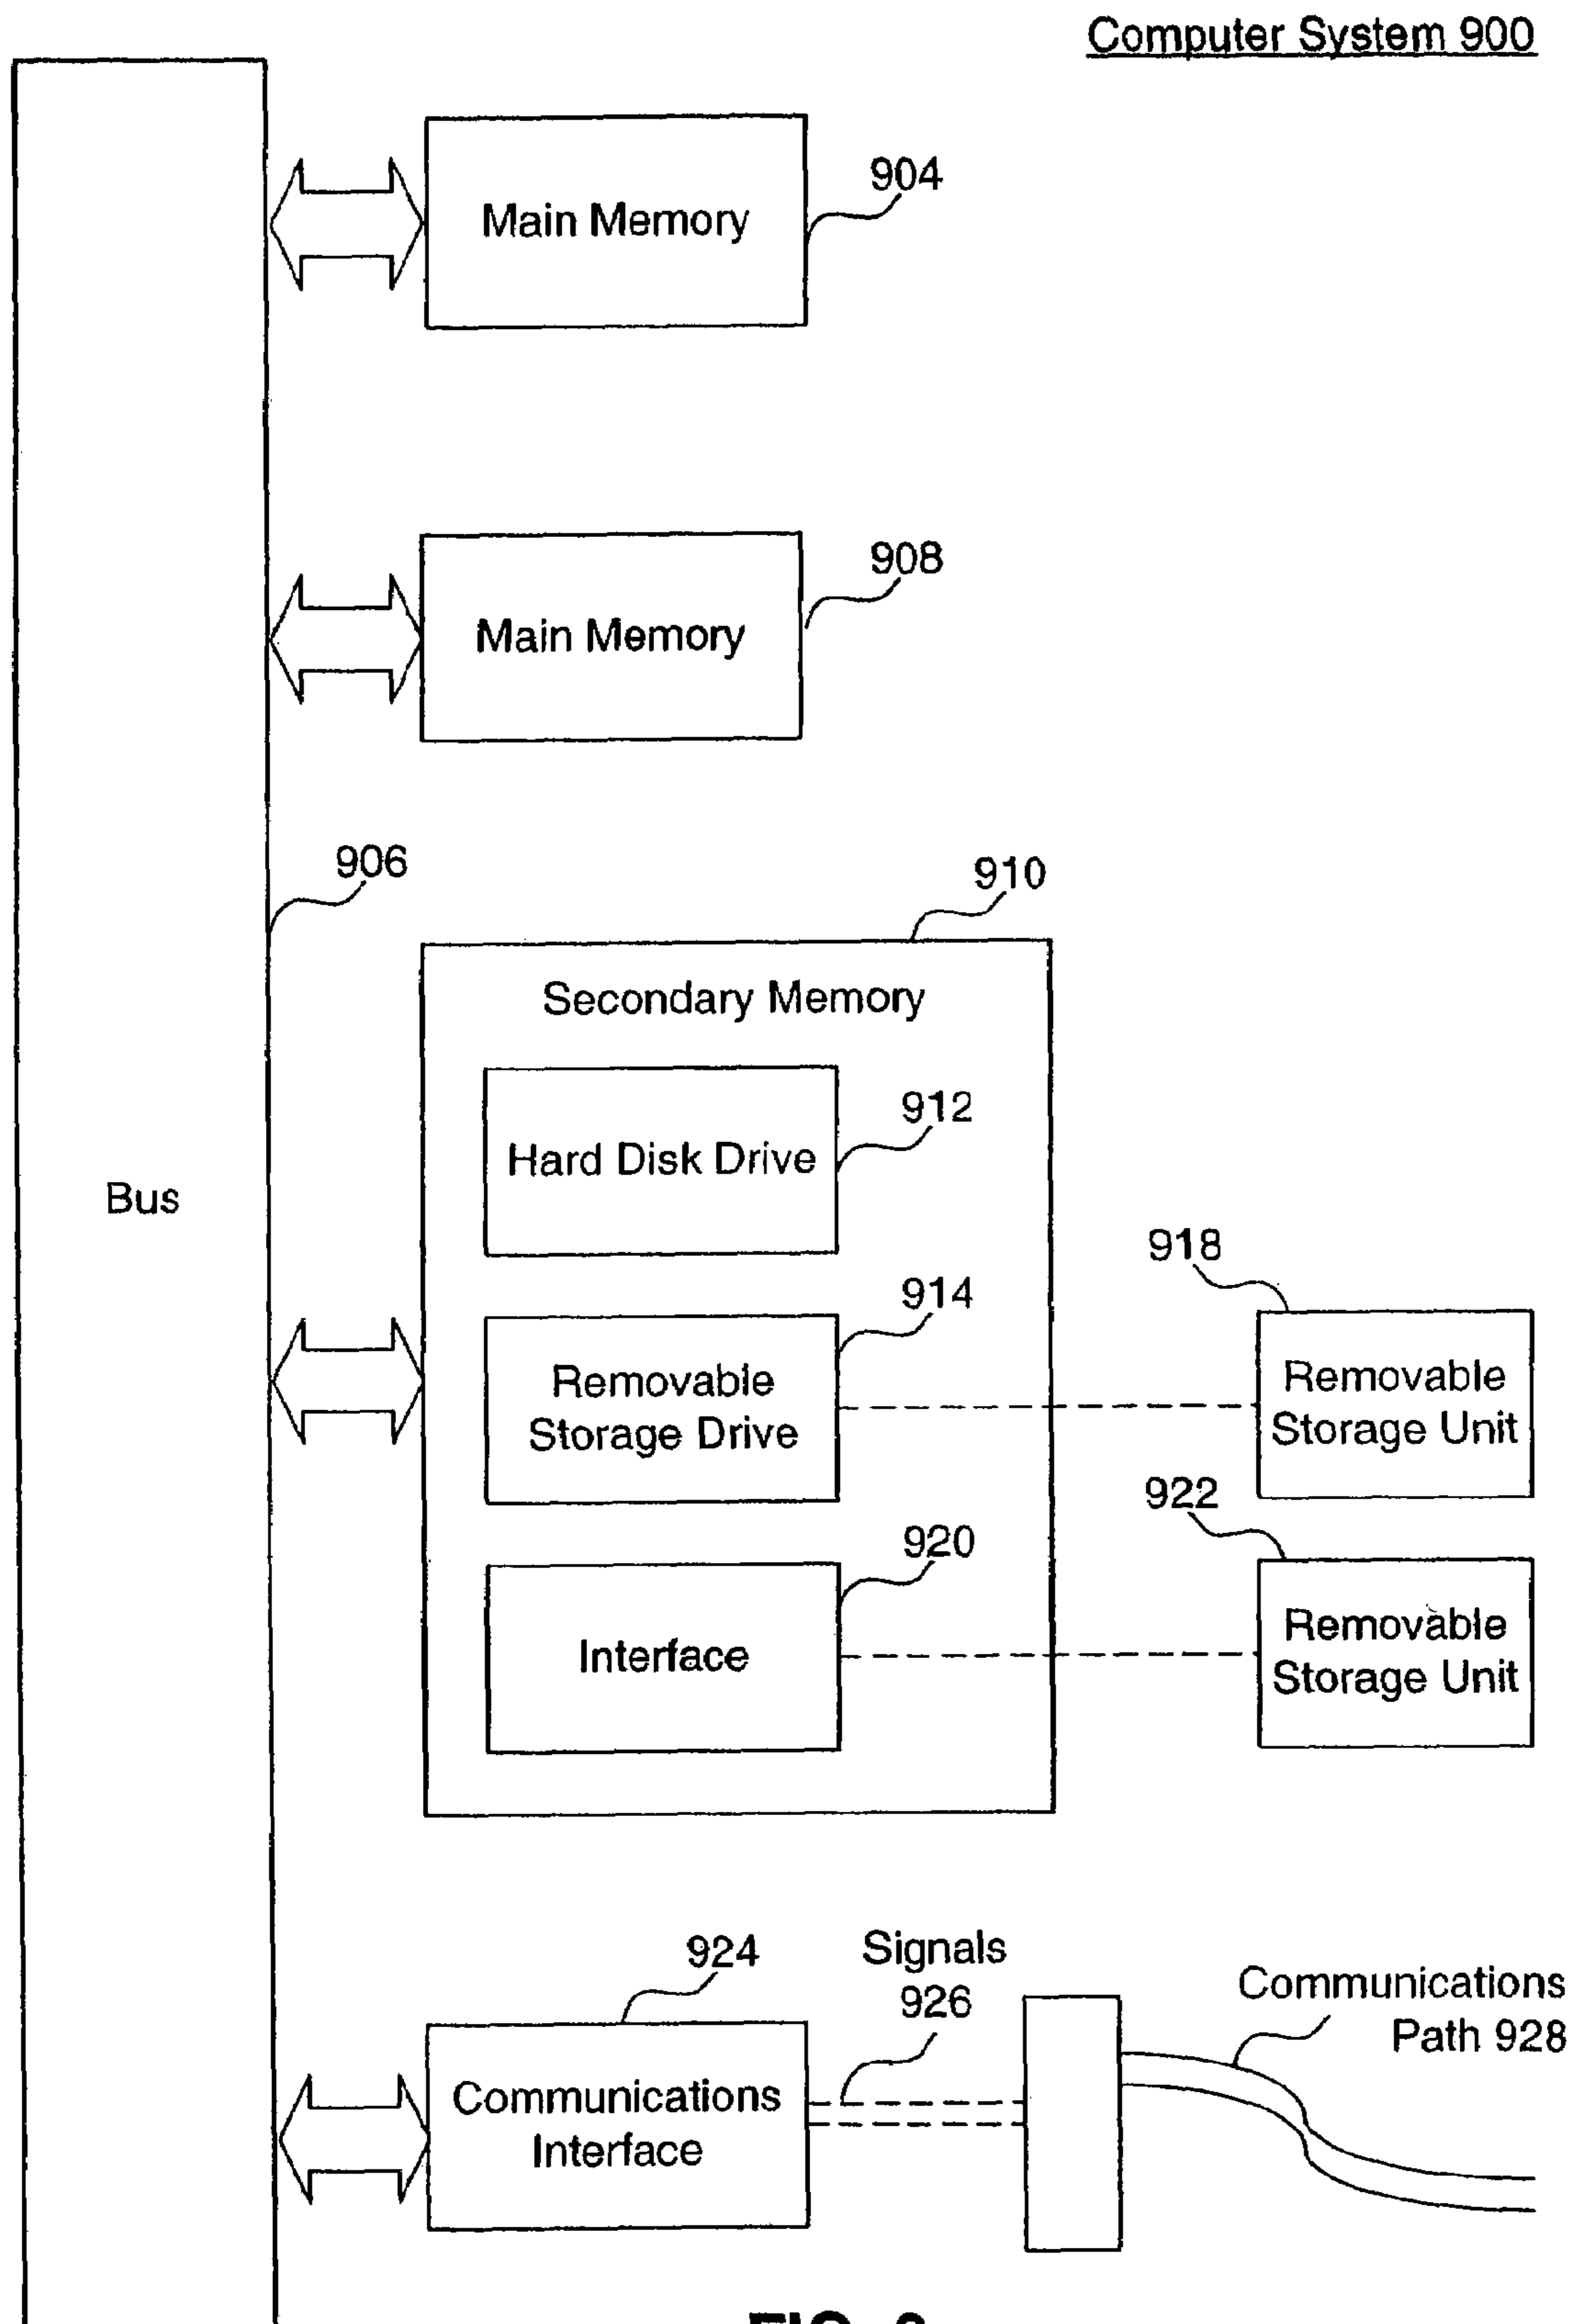 Computer System 900
904
Main Memory
908
Main Memory
906
910
Secondary Memory
912
Hard Disk Drive
Bus
918
914
Removable
Storage Drive
Removable
Storage Unit
922
920
Interface
Removable
Storage Unit
924
Signals
926
Communications
Path 928
Communications
Interface